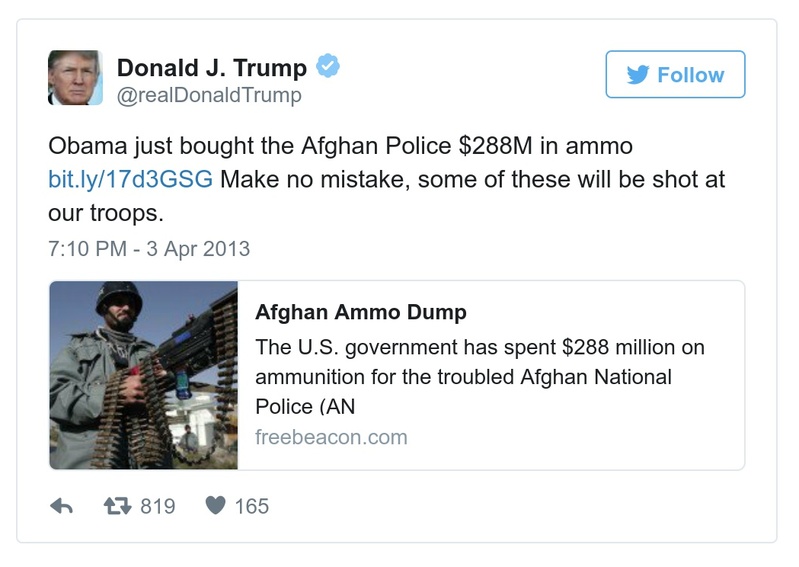 Donald J. Trump
@realDonaldTrump
Follow
Obama just bought the Afghan Police $288M in ammo
bit.ly/17d3GSG Make no mistake, some of these will be shot at
our troops.
7:10 PM - 3 Apr 2013
Afghan Ammo Dump
The U.S. government has spent $288 million on
ammunition for the troubled Afghan National
Police (AN
freebeacon.com
819 165